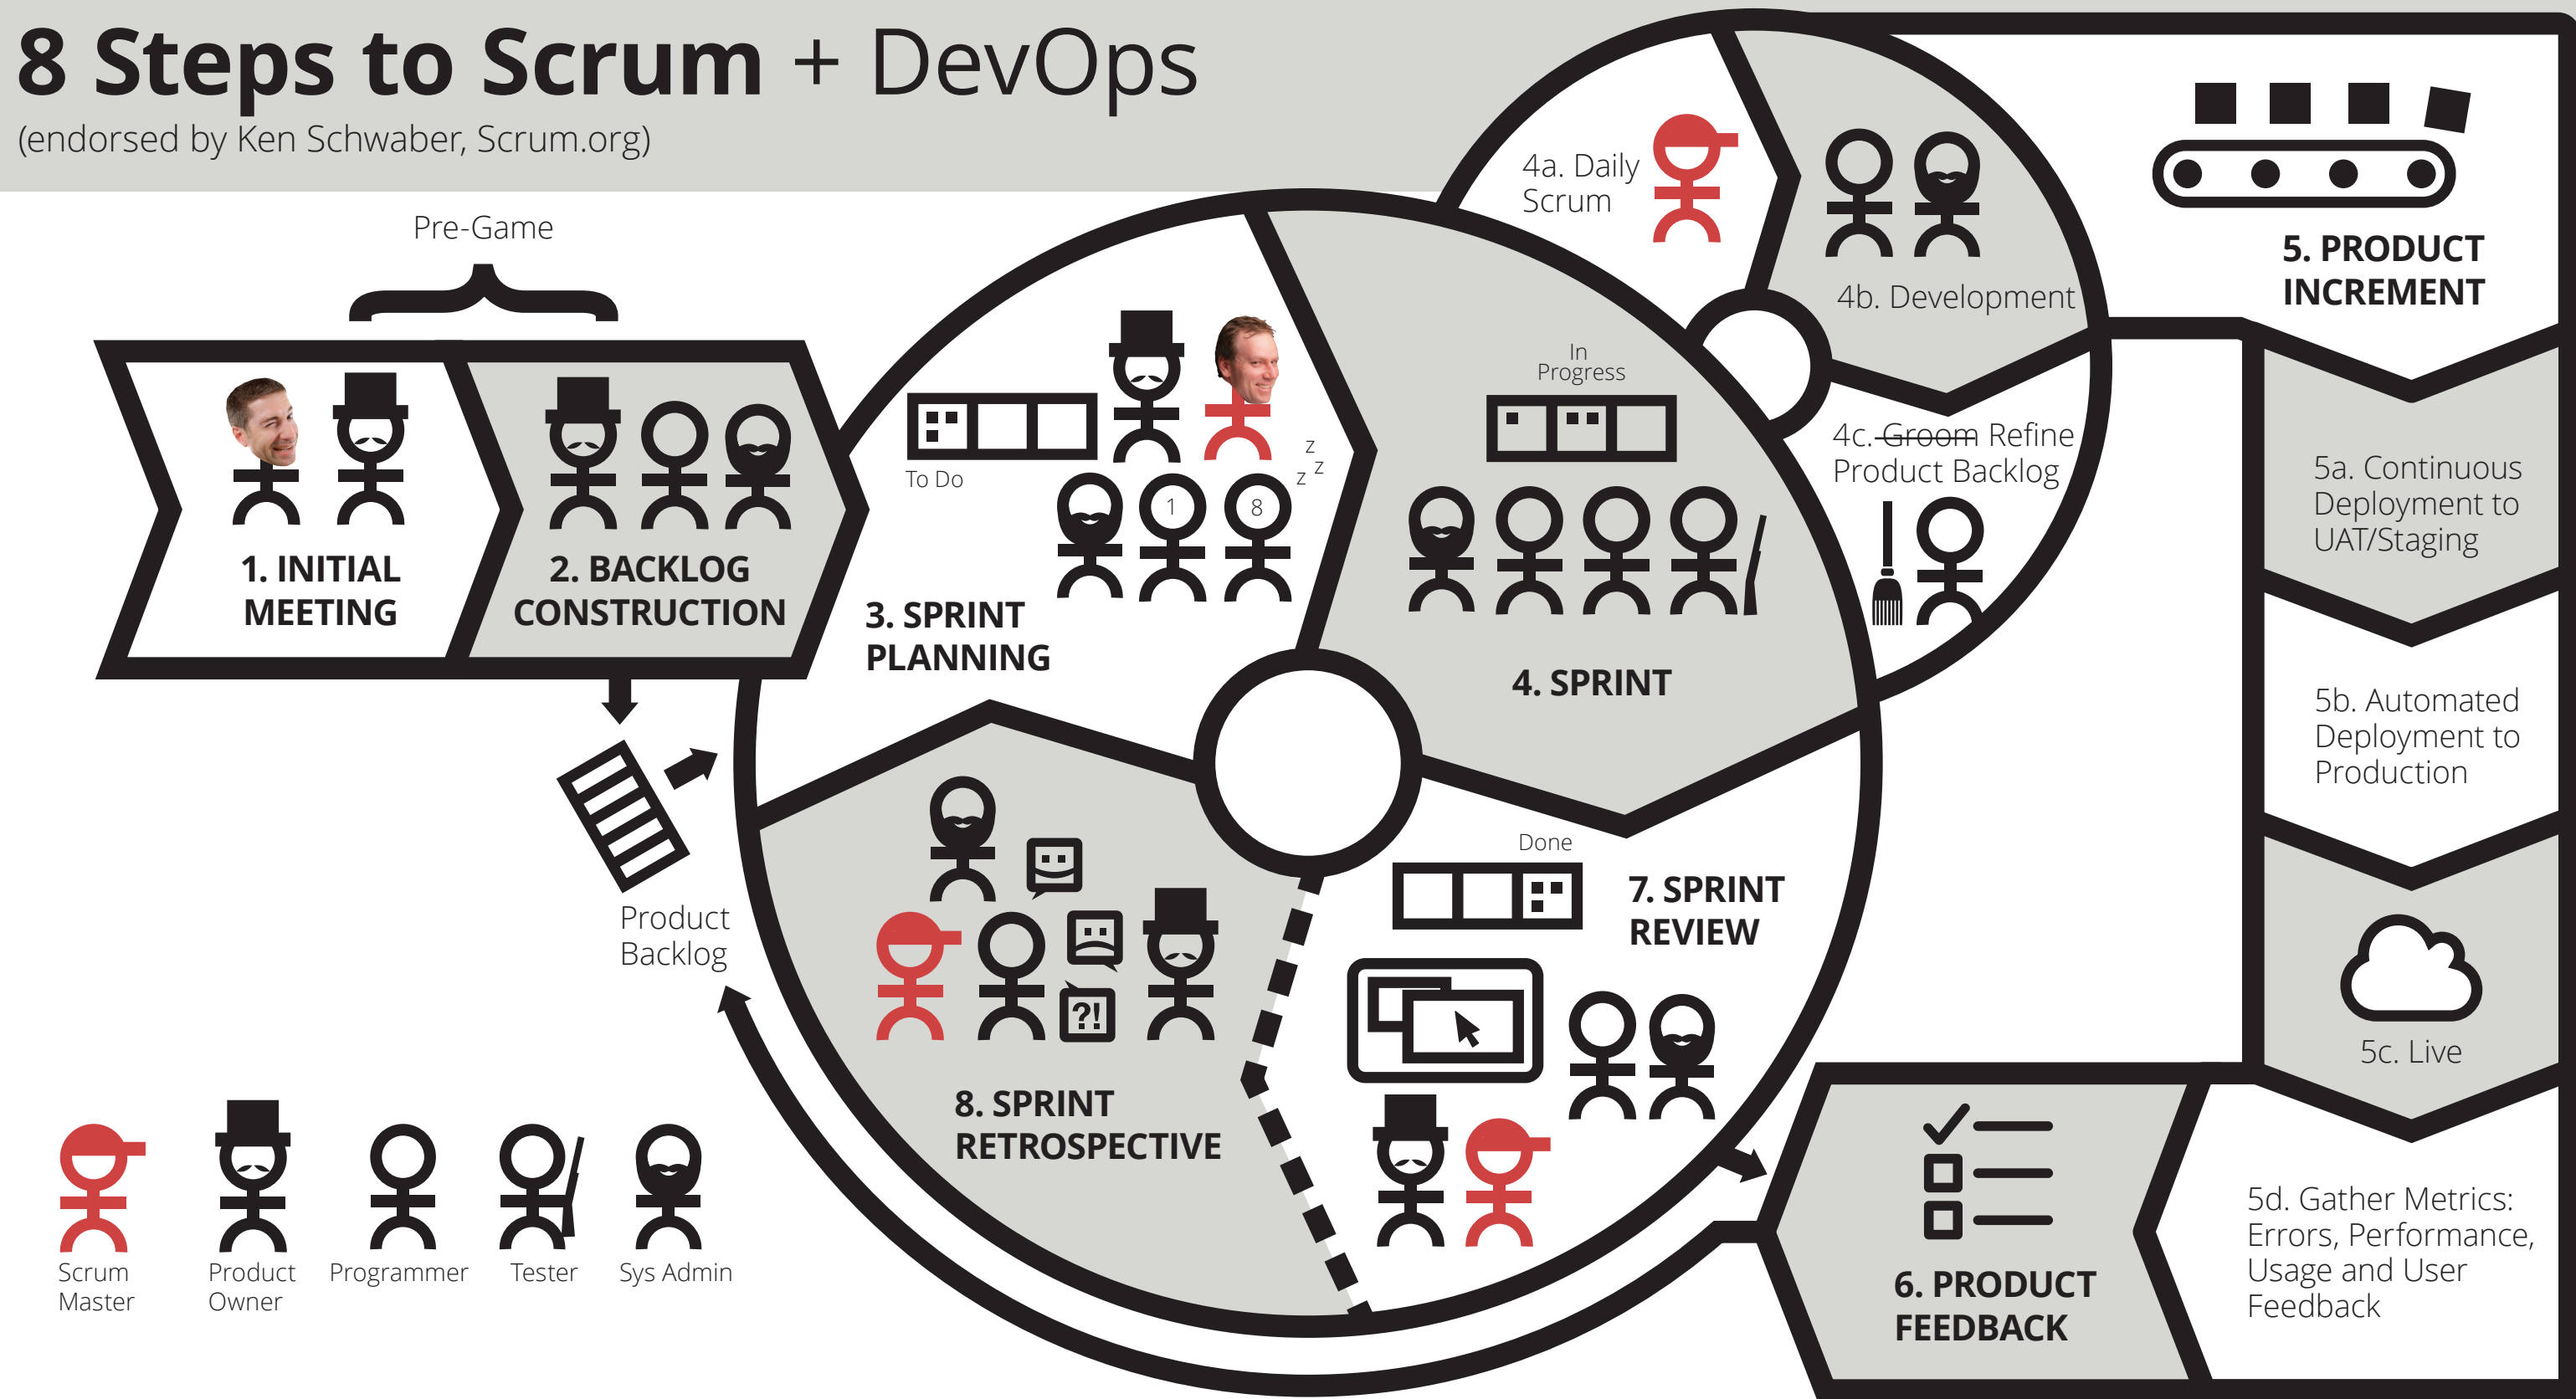 8 Steps to Scrum + DevOps
(endorsed by Ken Schwaber, Scrum.org)
Pre-Game
1. INITIAL
MEETING
2. BACKLOG
CONSTRUCTION
Product
Backlog
To Do
1
8
z
z
z
3. SPRINT
PLANNING
In
Progress
4. SPRINT
4a. Daily
Scrum
4b. Development
4c. Groom Refine
Product Backlog
5. PRODUCT
INCREMENT
5a. Continuous
Deployment to
UAT/Staging
5b. Automated
Deployment to
Production
5c. Live
5d. Gather Metrics:
Errors, Performance,
Usage and User
Feedback
6. PRODUCT
FEEDBACK
Done
7. SPRINT
REVIEW
?!
8. SPRINT
RETROSPECTIVE
Scrum
Master
Product
Owner
Programmer
Tester
Sys Admin